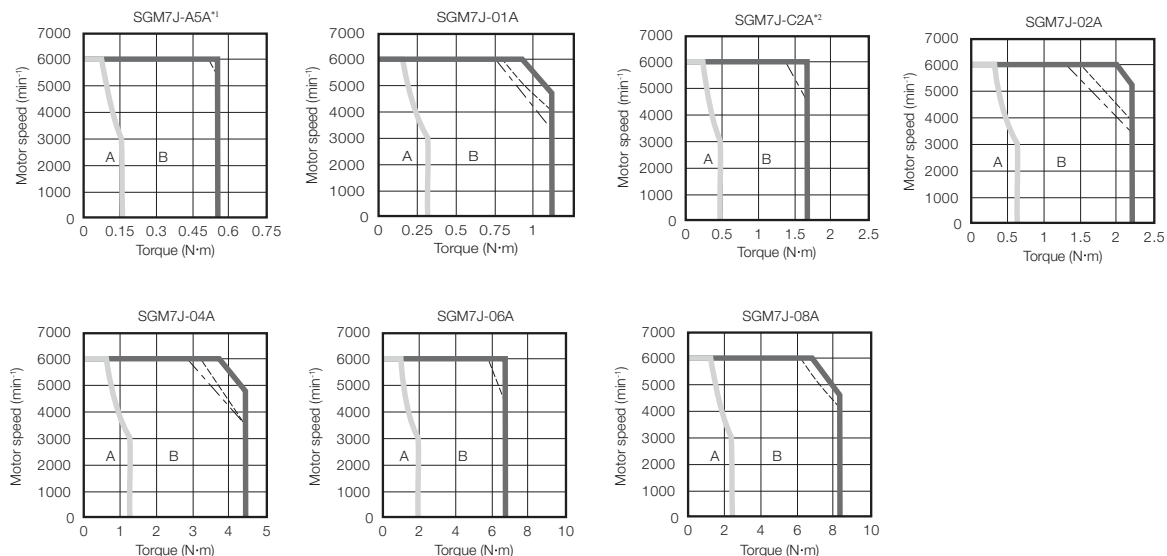 SGM7J-A5A*1
Motor speed (min-1)
7000
6000
5000
4000
3000
2000
1000
0
A
B
0 0.15 0.3 0.45 0.6 0.75
Torque (N·m)
SGM7J-01A
Motor speed (min-1)
7000
6000
5000
4000
3000
2000
1000
0
A
B
0 0.25 0.5 0.75 1
Torque (N·m)
SGM7J-C2A*2
Motor speed (min-1)
7000
6000
5000
4000
3000
2000
1000
0
A
B
0 0.5 1 1.5 2 2.5
Torque (N·m)
SGM7J-02A
Motor speed (min-1)
7000
6000
5000
4000
3000
2000
1000
0
A
B
0 0.5 1 1.5 2 2.5
Torque (N·m)
SGM7J-04A
Motor speed (min-1)
7000
6000
5000
4000
3000
2000
1000
0
A
B
0 1 2 3 4 5
Torque (N·m)
SGM7J-06A
Motor speed (min-1)
7000
6000
5000
4000
3000
2000
1000
0
A
B
0 2 4 6 8 10
Torque (N·m)
SGM7J-08A
Motor speed (min-1)
7000
6000
5000
4000
3000
2000
1000
0
A
B
0 2 4 6 8 10
Torque (N·m)